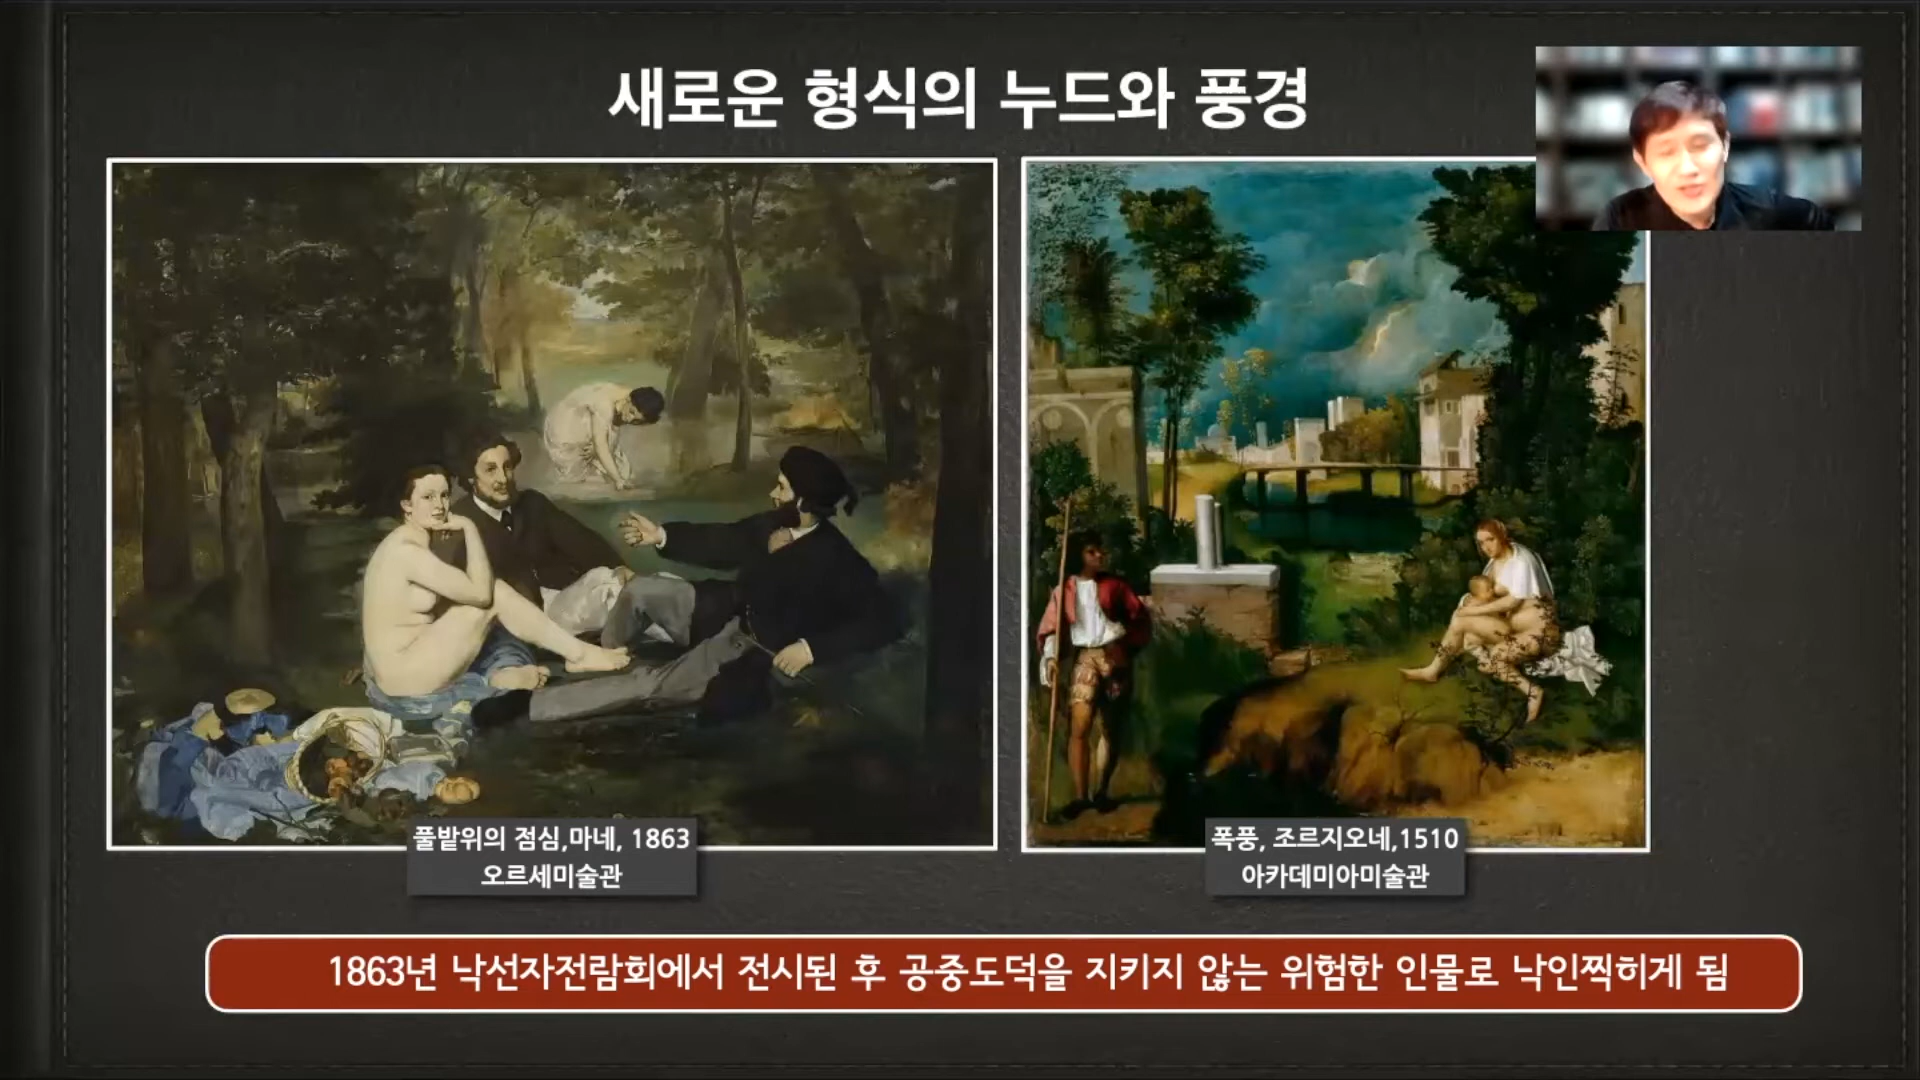 새로운 형식의 누드와 풍경
풀밭위의 점심,마네, 1863
오르세미술관
폭풍, 조르지오네,1510
아카데미아미술관
1863년 낙선자전람회에서 전시된 후 공중도덕을 지키지 않는 위험한 인물로 낙인찍히게 됨